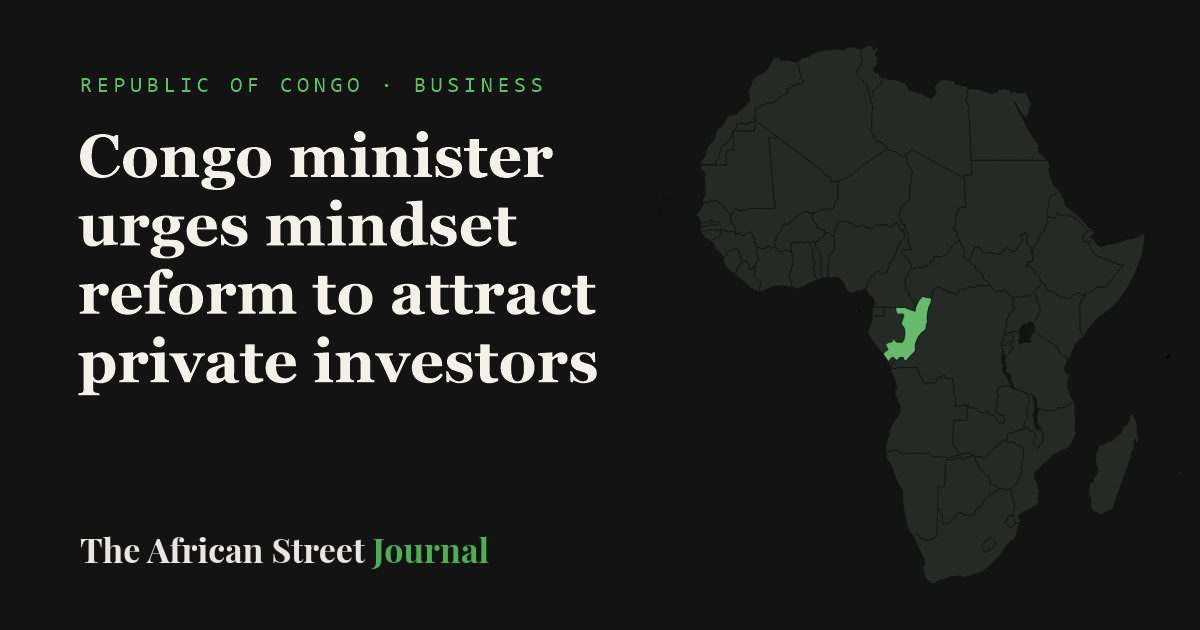 REPUBLIC OF CONGO · BUSINESS
Congo minister
urges mindset
reform to attract
private investors
The African Street Journal